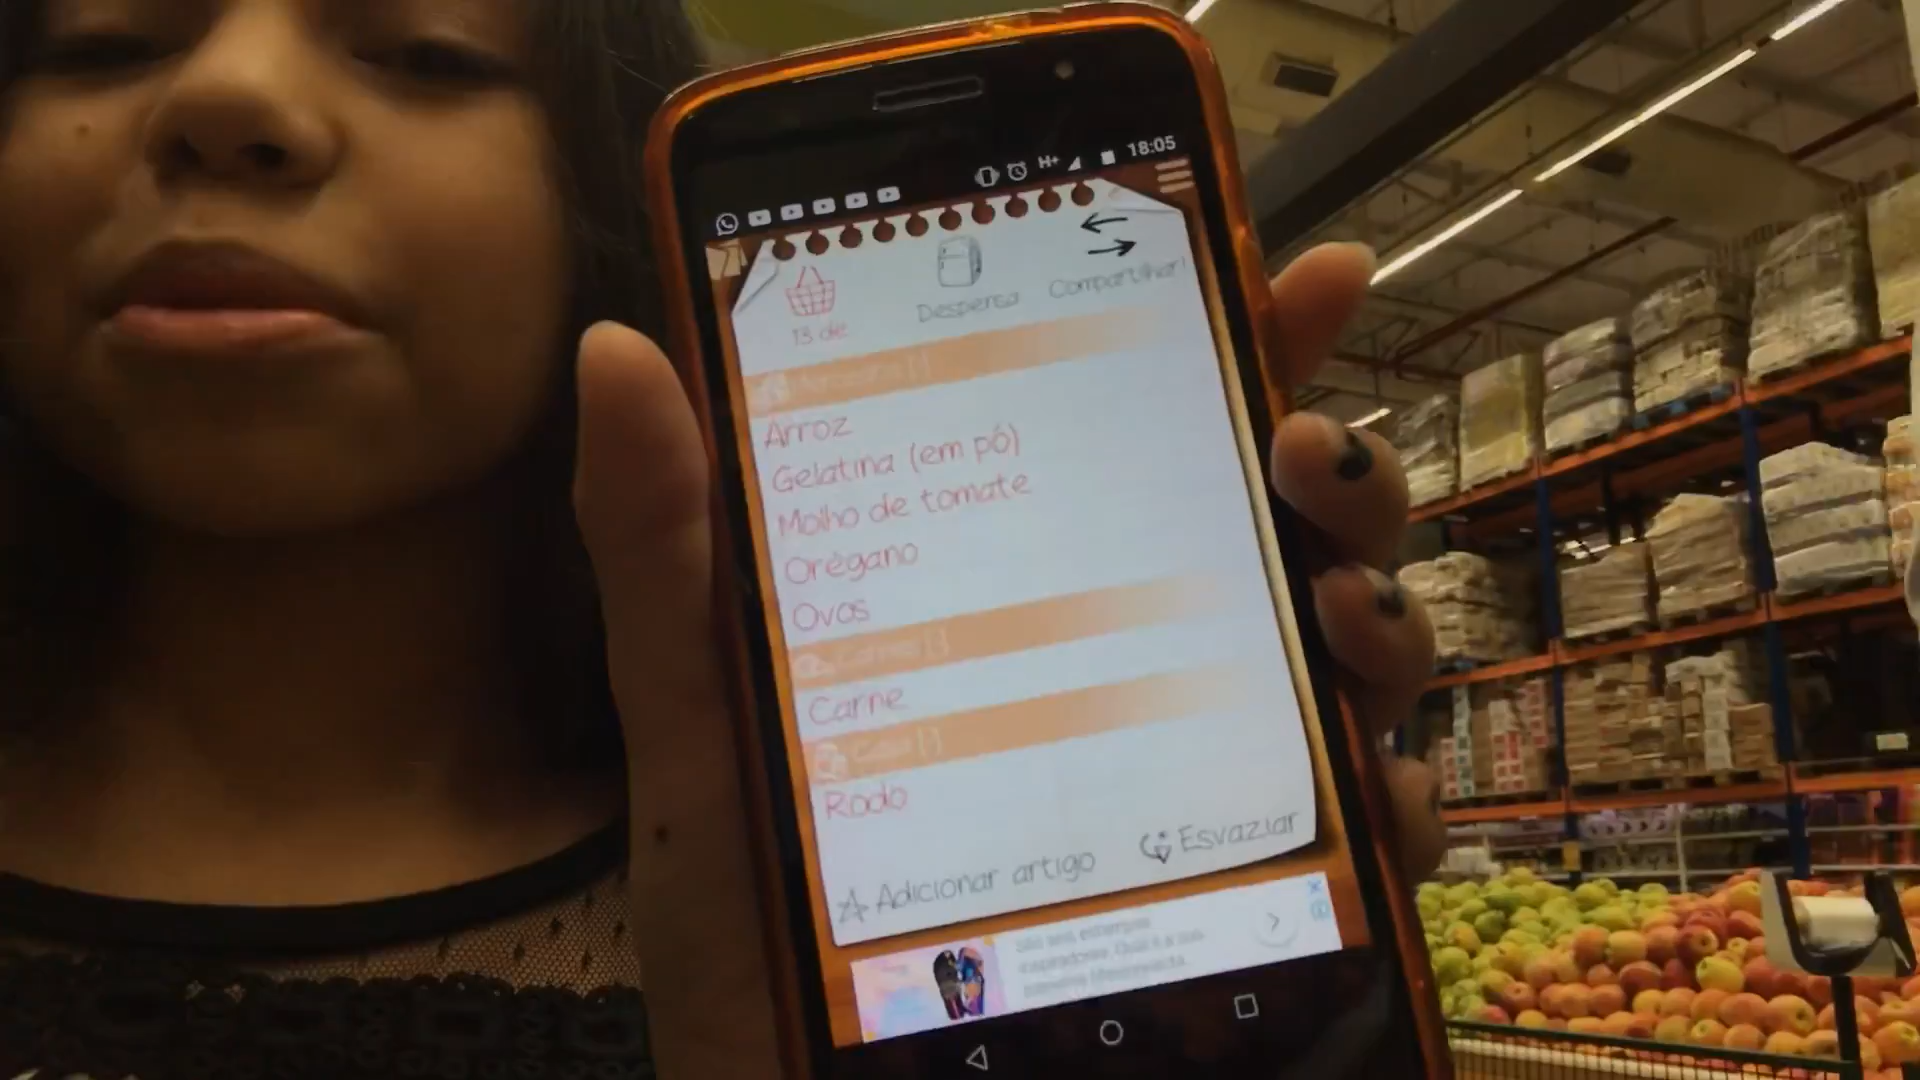 H+ 18:05
13 de
Despensa
Compartilhar!
Arroz
Gelatina (em pó)
Molho de tomate
Orégano
Ovos
Carne
Rodo
Adicionar artigo
Esvaziar